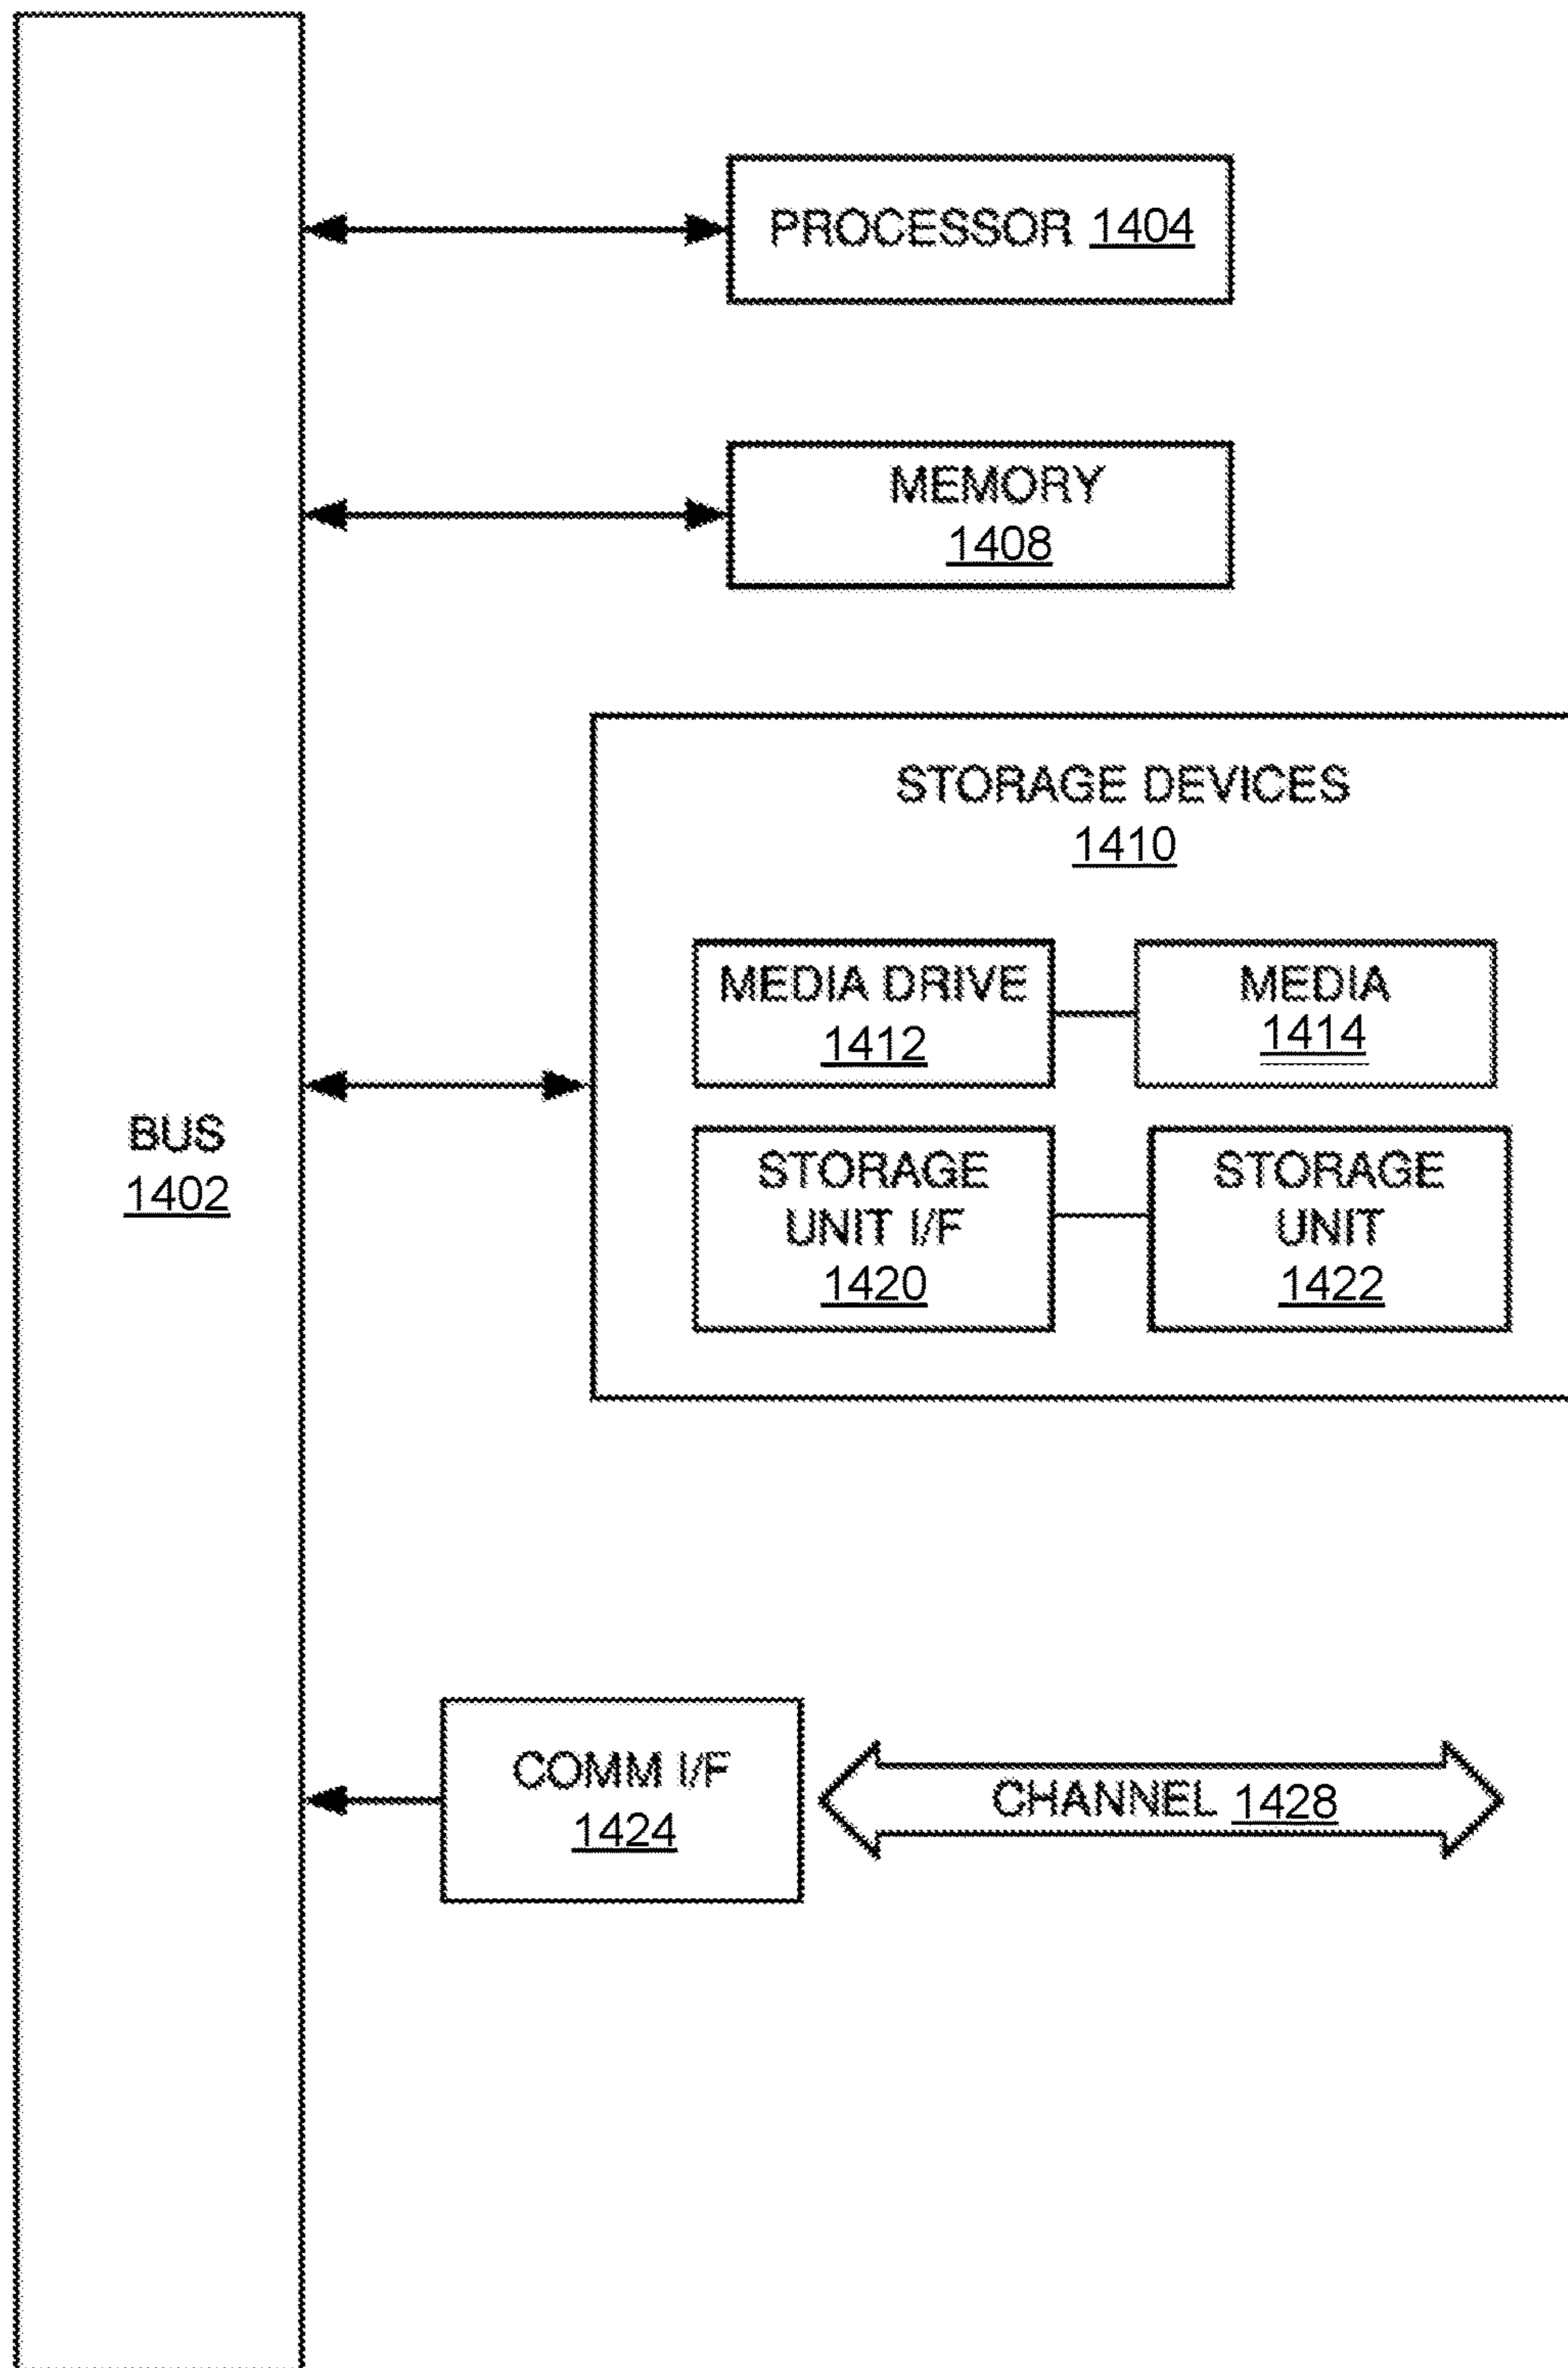 PROCESSOR 1404
MEMORY
1408
STORAGE DEVICES
1410
MEDIA DRIVE
1412
MEDIA
1414
BUS
1402
STORAGE
UNIT I/F
1420
STORAGE
UNIT
1422
COMM I/F
1424
CHANNEL 1428